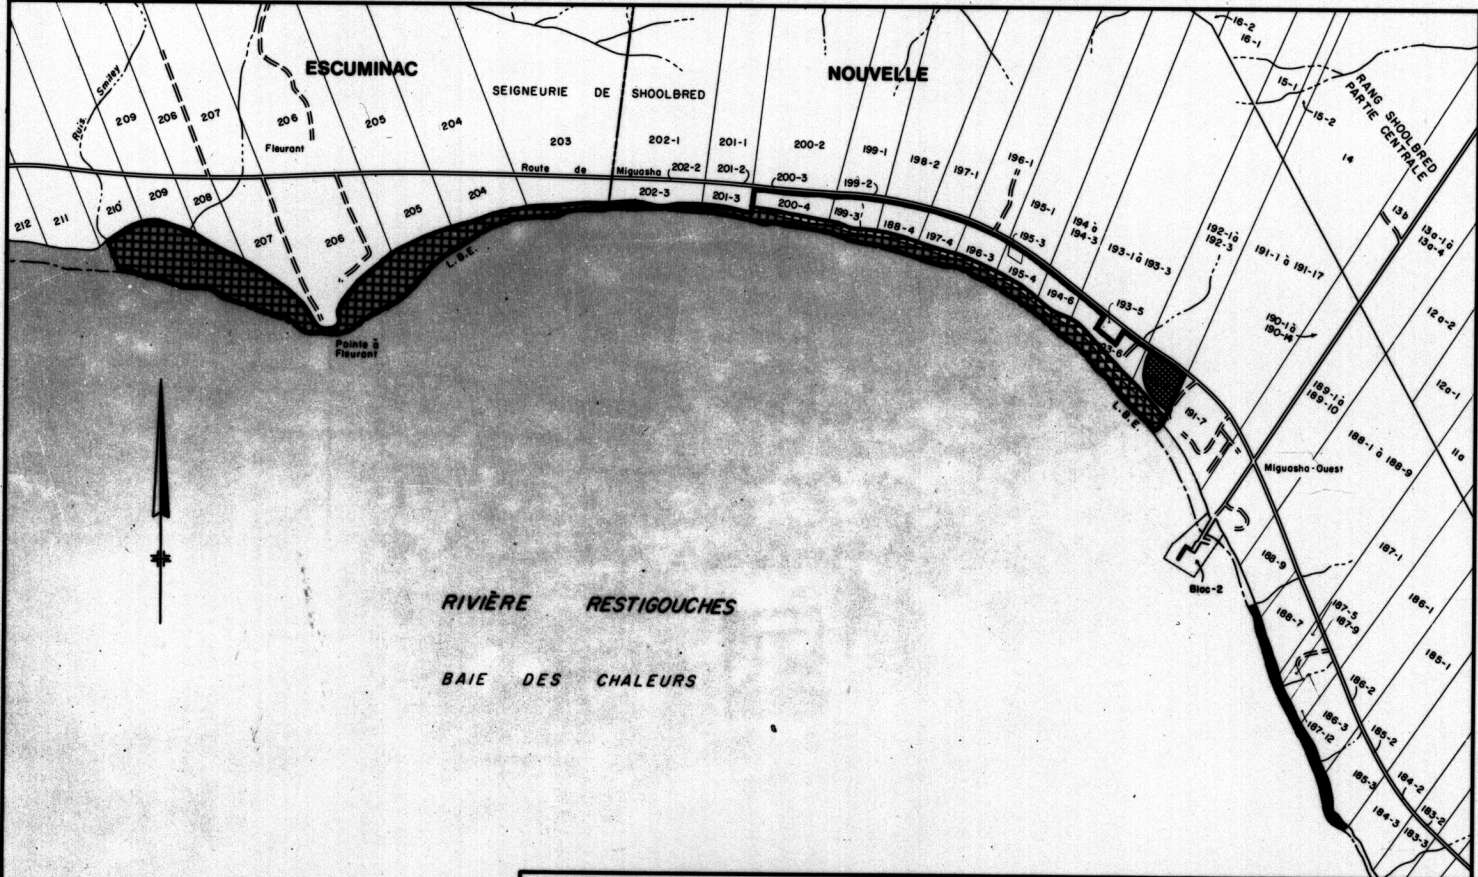 ESCUMINAC
NOUVELLE
SEIGNEURIE DE SHOOLBRED
RANG SHOOLBRED
PARTIE CENTRALE
Ruis. Smiley
209
208
207
206
Fleurant
205
204
203
202-1
201-1
200-2
199-1
198-2
197-1
196-1
195-1
194 à
194-3
193-1 à 193-3
192-1 à
192-3
191-1 à 191-17
190-1 à
190-14
189-1 à
189-10
188-1 à 188-9
16-2
16-1
15-1
15-2
14
13b
13a-1 à
13a-4
12a-2
12a-1
11a
Route de Miguasha
202-2
201-2
200-3
199-2
212
211
210
209
208
207
206
205
204
202-3
201-3
200-4
199-3
188-4
197-4
196-3
195-3
195-4
194-6
193-5
93-6
191-7
L.B.E.
L.B.E.
Pointe à
Fleurant
Miguasha-Ouest
Bloc-2
188-9
187-1
188-7
187-5
187-9
186-1
185-1
186-2
186-3
187-12
185-2
185-3
184-2
184-3
183-2
183-3
RIVIÈRE RESTIGOUCHES
BAIE DES CHALEURS